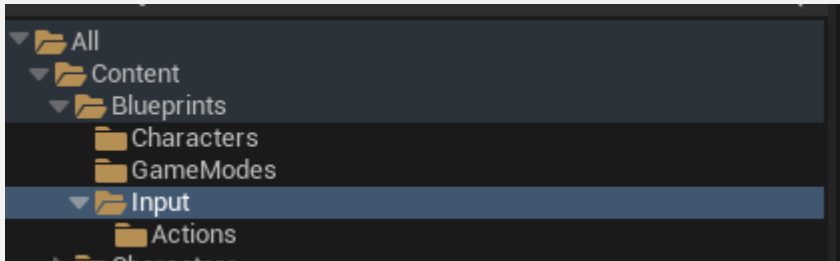 All
Content
Blueprints
Characters
GameModes
Input
Actions